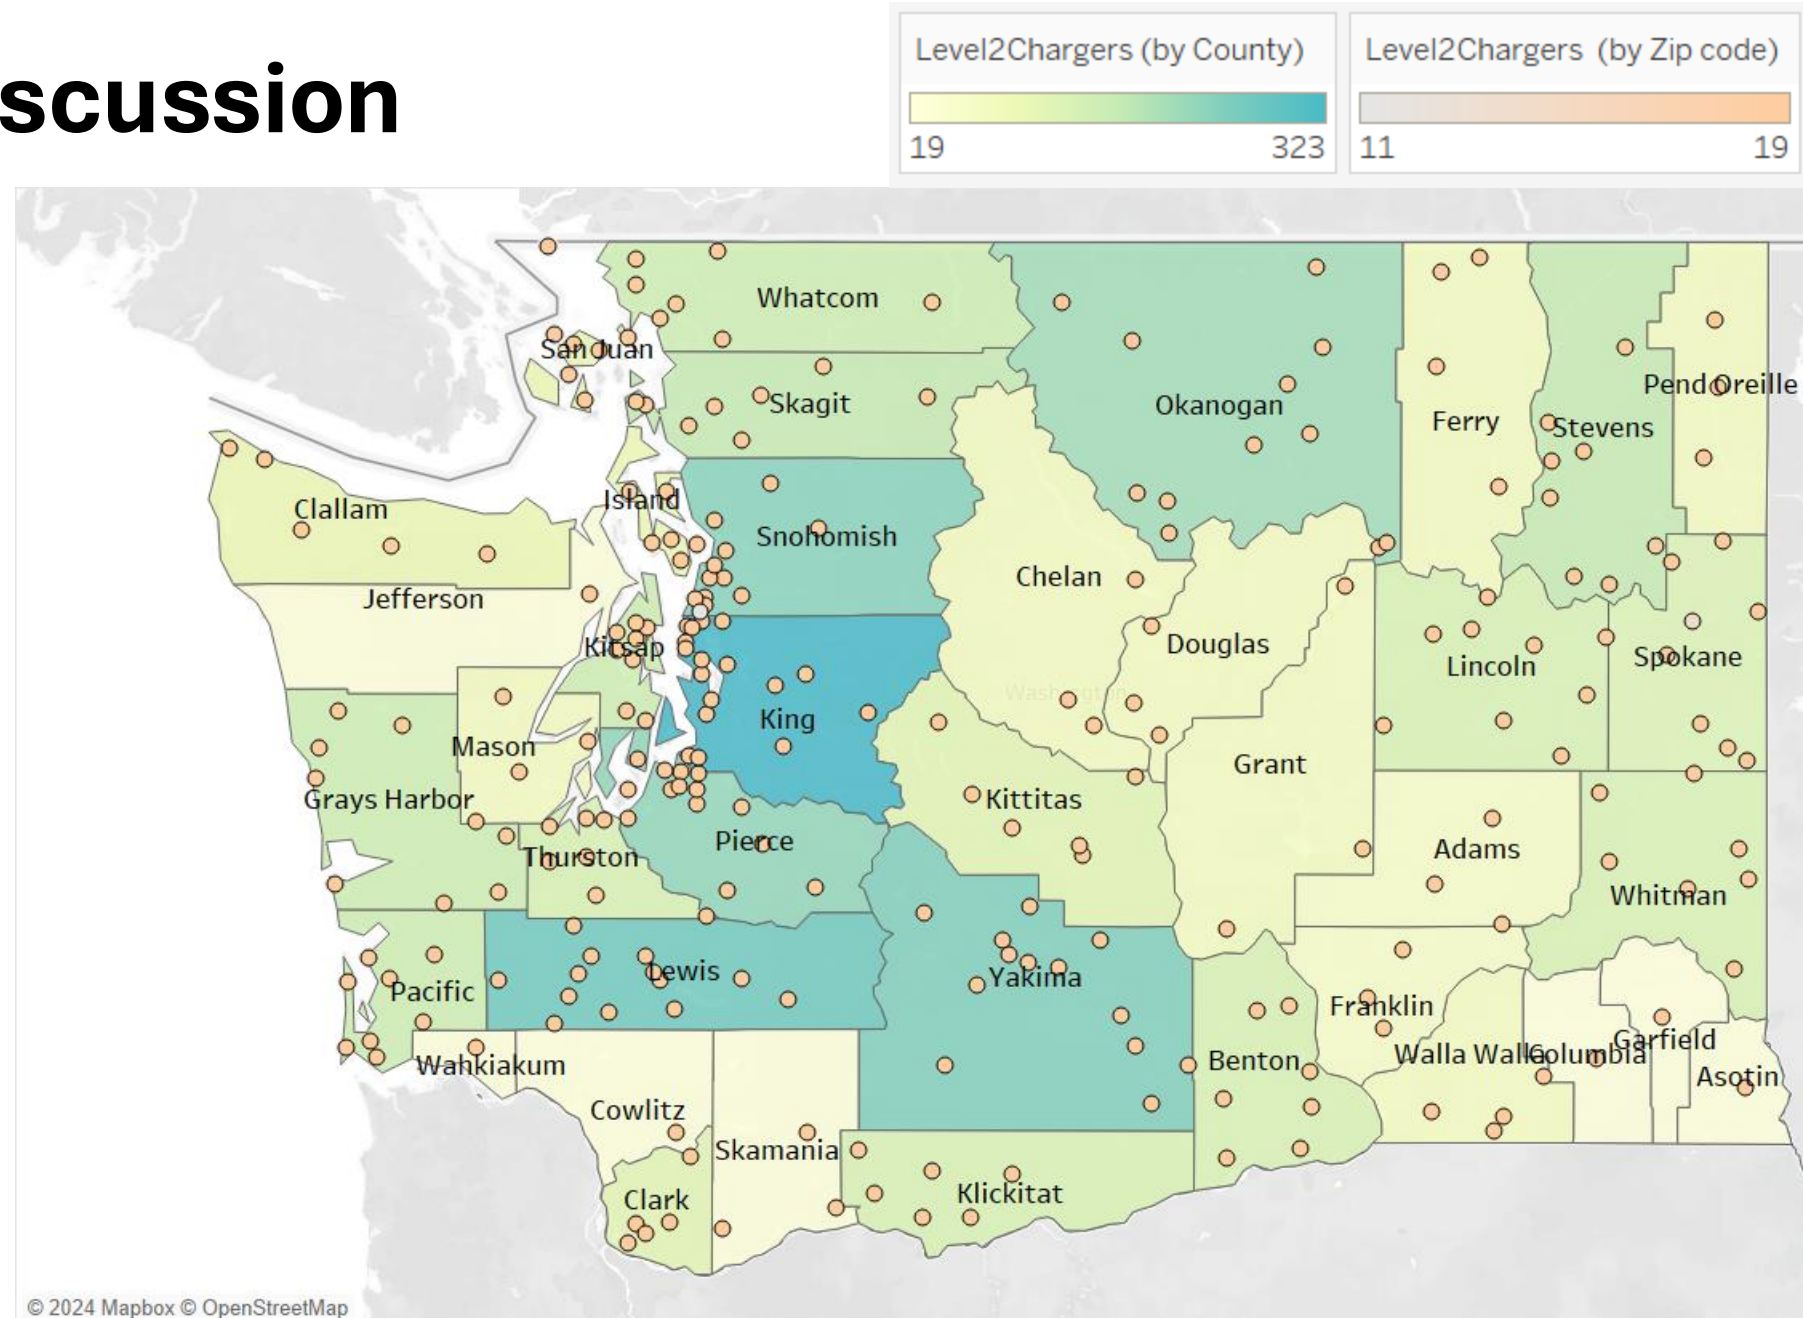 scussion
Level2Chargers (by County)
19 323
Level2Chargers (by Zip code)
11 19
Whatcom
San Juan
Skagit
Okanogan
Ferry
Stevens
Pend Oreille
Clallam
Island
Snohomish
Chelan
Jefferson
Kitsap
Douglas
Lincoln
Spokane
Washington
King
Mason
Grant
Grays Harbor
Kittitas
Pierce
Thurston
Adams
Whitman
Lewis
Yakima
Pacific
Franklin
Garfield
Walla Walla
Columbia
Benton
Wahkiakum
Asotin
Cowlitz
Skamania
Clark
Klickitat
© 2024 Mapbox © OpenStreetMap